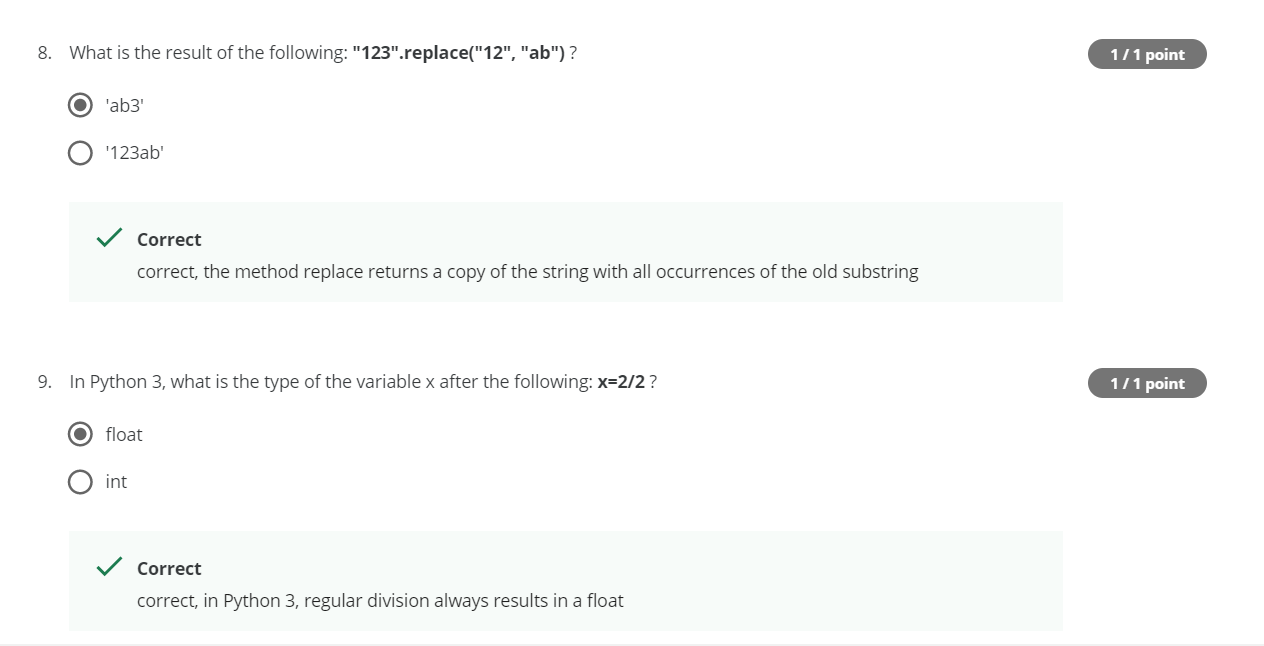 8. What is the result of the following: "123".replace("12", "ab") ?
1 / 1 point
'ab3'
'123ab'
Correct
correct, the method replace returns a copy of the string with all occurrences of the old substring
9. In Python 3, what is the type of the variable x after the following: x=2/2 ?
1 / 1 point
float
int
Correct
correct, in Python 3, regular division always results in a float